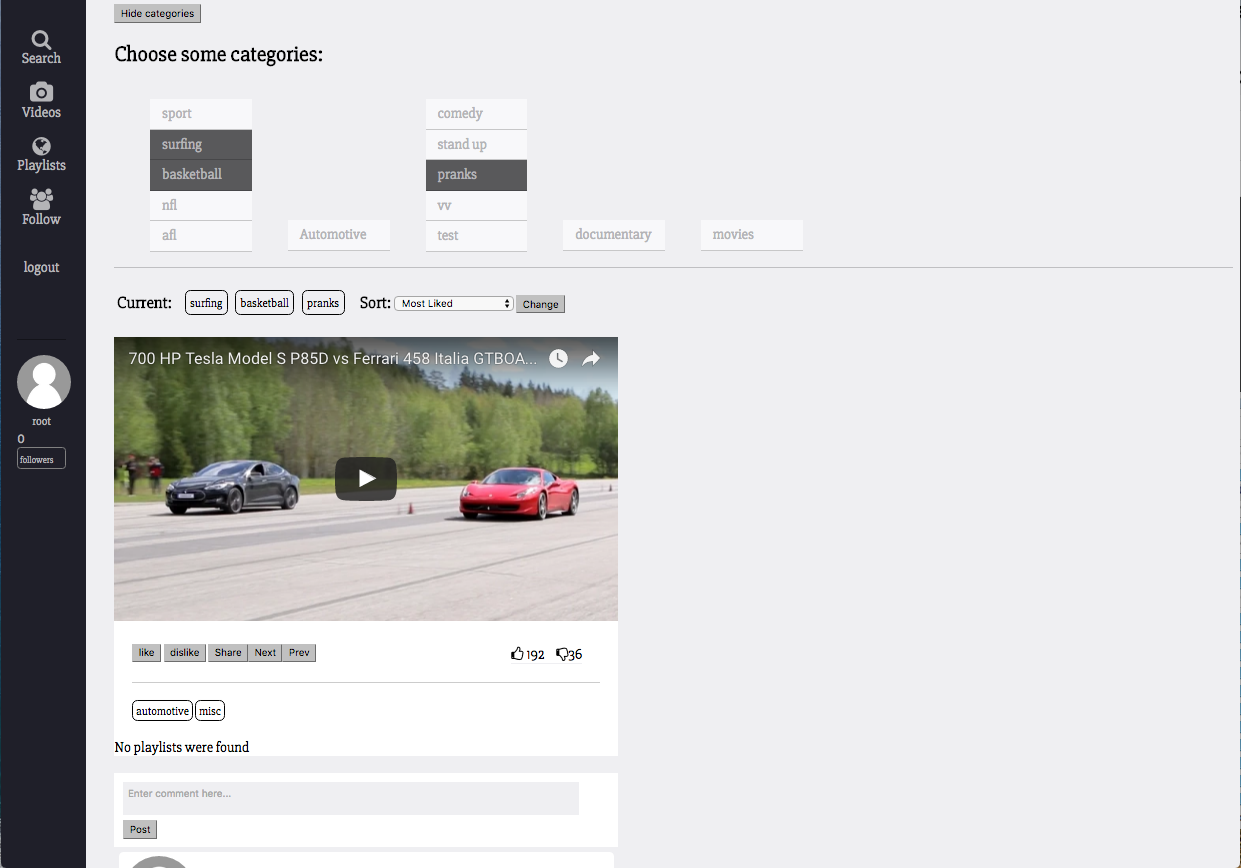 Search
Videos
Playlists
Follow
logout
root
0
followers
Hide categories
Choose some categories:
sport
surfing
basketball
nfl
afl
Automotive
comedy
stand up
pranks
vv
test
documentary
movies
Current: surfing basketball pranks Sort: Most Liked Change
700 HP Tesla Model S P85D vs Ferrari 458 Italia GTBOA...
like dislike Share Next Prev 192 36
automotive misc
No playlists were found
Enter comment here...
Post